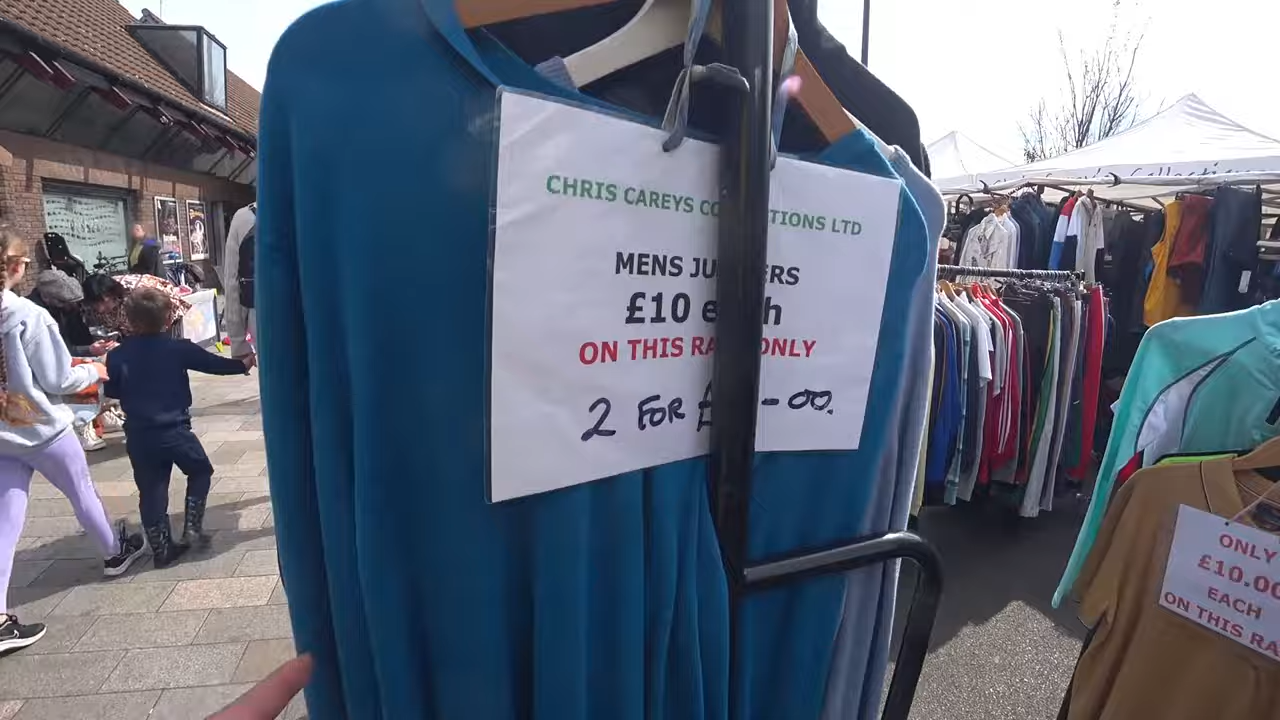 CHRIS CAREYS CO TIONS LTD
MENS JU ERS
£10 e h
ON THIS RA ONLY
2 FOR £ -00.
Collection
ONLY
£10.00
EACH
ON THIS RA